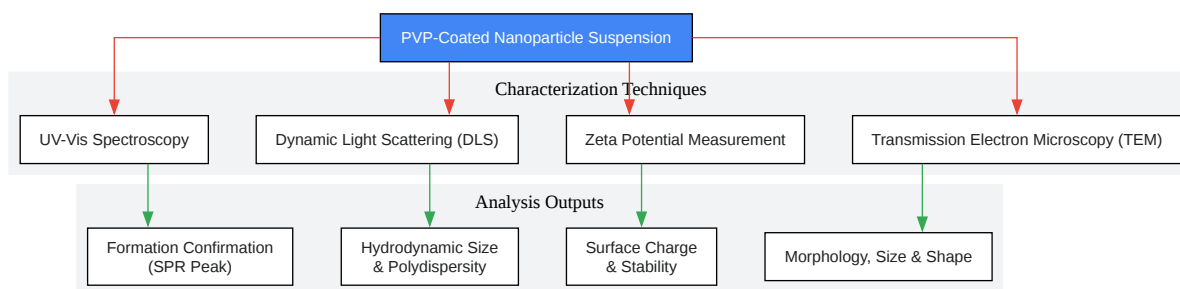 PVP-Coated Nanoparticle Suspension
Characterization Techniques
UV-Vis Spectroscopy
Dynamic Light Scattering (DLS)
Zeta Potential Measurement
Transmission Electron Microscopy (TEM)
Analysis Outputs
Formation Confirmation
(SPR Peak)
Hydrodynamic Size
& Polydispersity
Surface Charge
& Stability
Morphology, Size & Shape